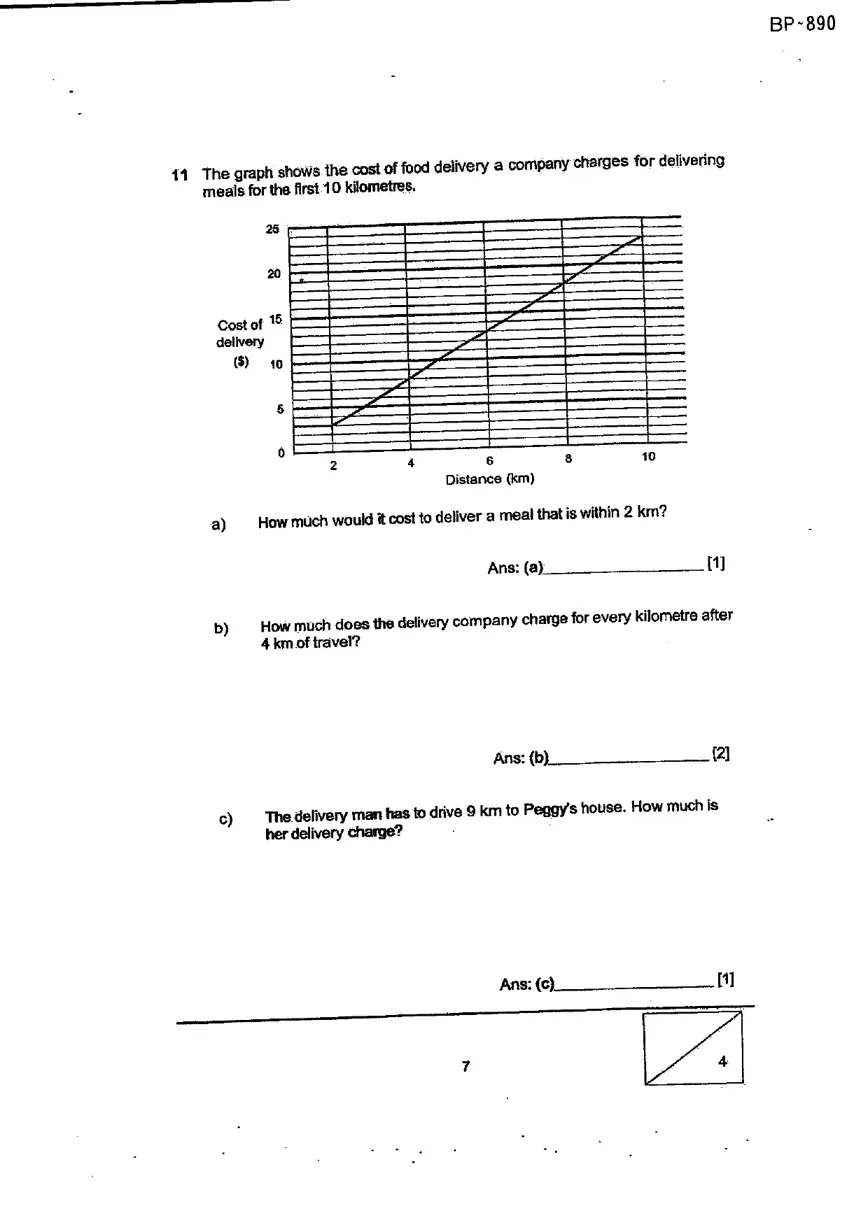 BP-890
11 The graph shows the cost of food delivery a company charges for delivering
meals for the first 10 kilometres.
25
20
15
10
5
0
Cost of
delivery
($)
2 4 6 8 10
Distance (km)
a) How much would it cost to deliver a meal that is within 2 km?
Ans: (a) [1]
b) How much does the delivery company charge for every kilometre after
4 km of travel?
Ans: (b) [2]
c) The delivery man has to drive 9 km to Peggy's house. How much is
her delivery charge?
Ans: (c) [1]
7
4